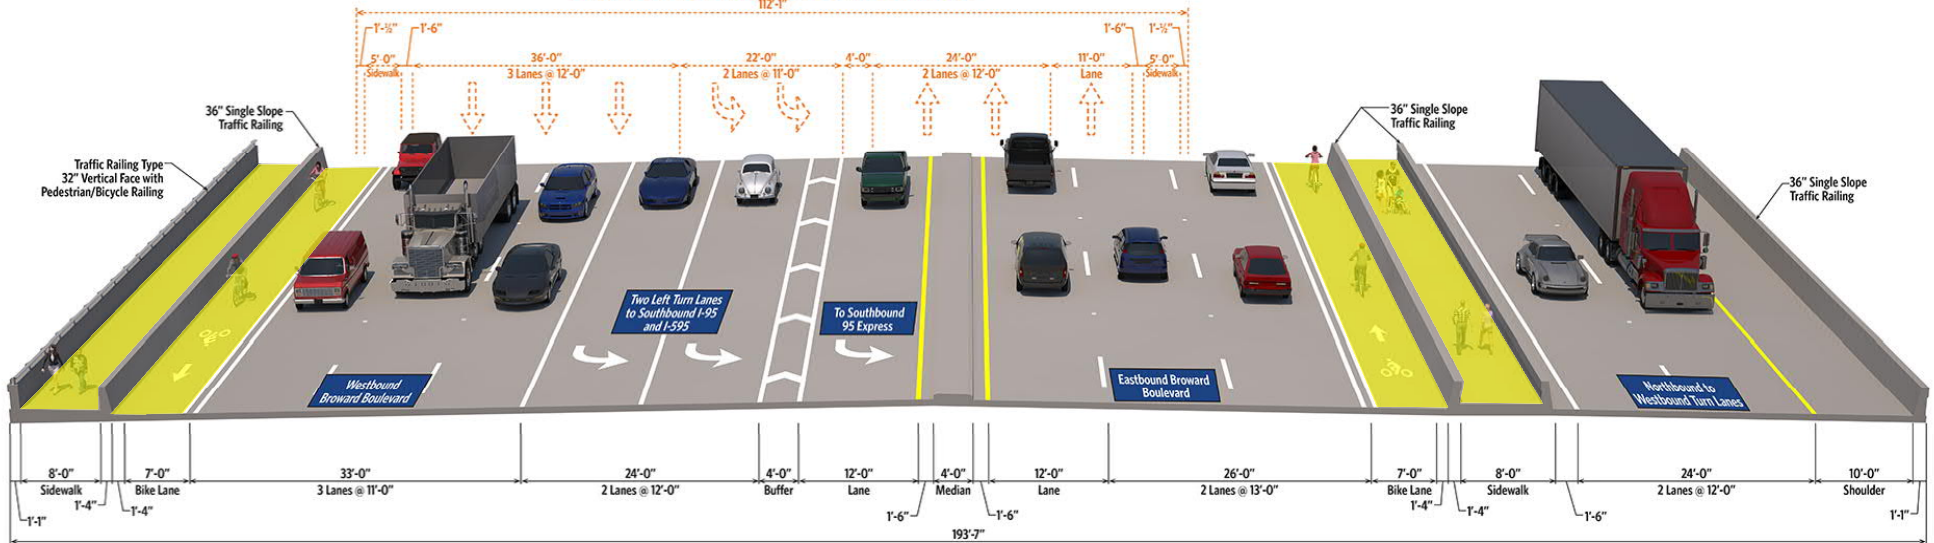 112'-1"
1'-½" 1'-6" 1'-6" 1'-½"
5'-0" 36'-0" 22'-0" 4'-0" 24'-0" 11'-0" 5'-0"
Sidewalk 3 Lanes @ 12'-0" 2 Lanes @ 11'-0" 2 Lanes @ 12'-0" Lane Sidewalk
36" Single Slope
Traffic Railing
36" Single Slope
Traffic Railing
Traffic Railing Type
32" Vertical Face with
Pedestrian/Bicycle Railing
36" Single Slope
Traffic Railing
Two Left Turn Lanes
to Southbound I-95
and I-595
To Southbound
95 Express
Westbound
Broward Boulevard
Eastbound Broward
Boulevard
Northbound to
Westbound Turn Lanes
8'-0" 7'-0" 33'-0" 24'-0" 4'-0" 12'-0" 4'-0" 12'-0" 26'-0" 7'-0" 8'-0" 24'-0" 10'-0"
Sidewalk Bike Lane 3 Lanes @ 11'-0" 2 Lanes @ 12'-0" Buffer Lane Median Lane 2 Lanes @ 13'-0" Bike Lane Sidewalk 2 Lanes @ 12'-0" Shoulder
1'-1" 1'-4" 1'-4" 1'-6" 1'-6" 1'-4" 1'-4" 1'-6" 1'-1"
193'-7"